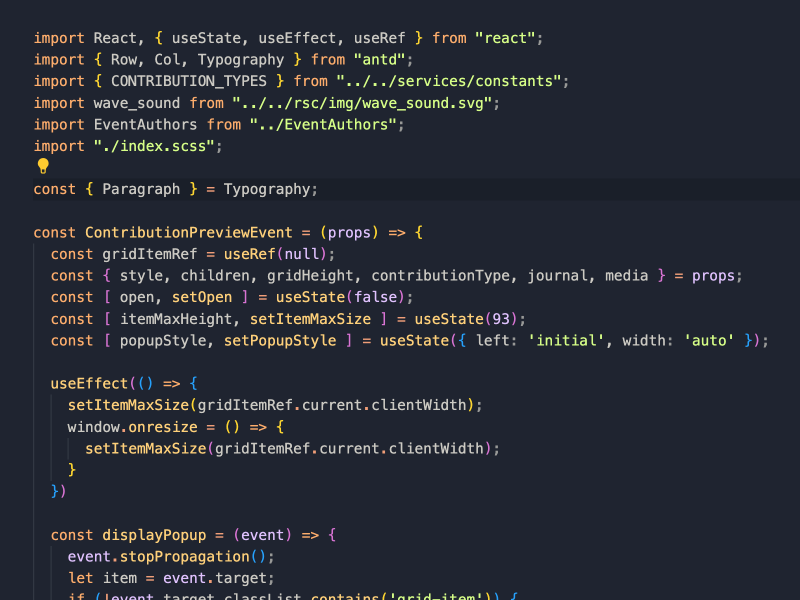 import React, { useState, useEffect, useRef } from "react";
import { Row, Col, Typography } from "antd";
import { CONTRIBUTION_TYPES } from "../../services/constants";
import wave_sound from "../../rsc/img/wave_sound.svg";
import EventAuthors from "../EventAuthors";
import "./index.scss";
const { Paragraph } = Typography;
const ContributionPreviewEvent = (props) => {
const gridItemRef = useRef(null);
const { style, children, gridHeight, contributionType, journal, media } = props;
const [ open, setOpen ] = useState(false);
const [ itemMaxHeight, setItemMaxSize ] = useState(93);
const [ popupStyle, setPopupStyle ] = useState({ left: 'initial', width: 'auto' });
useEffect(() => {
setItemMaxSize(gridItemRef.current.clientWidth);
window.onresize = () => {
setItemMaxSize(gridItemRef.current.clientWidth);
}
})
const displayPopup = (event) => {
event.stopPropagation();
let item = event.target;
if (!event.target.classList.contains('grid-item')) {